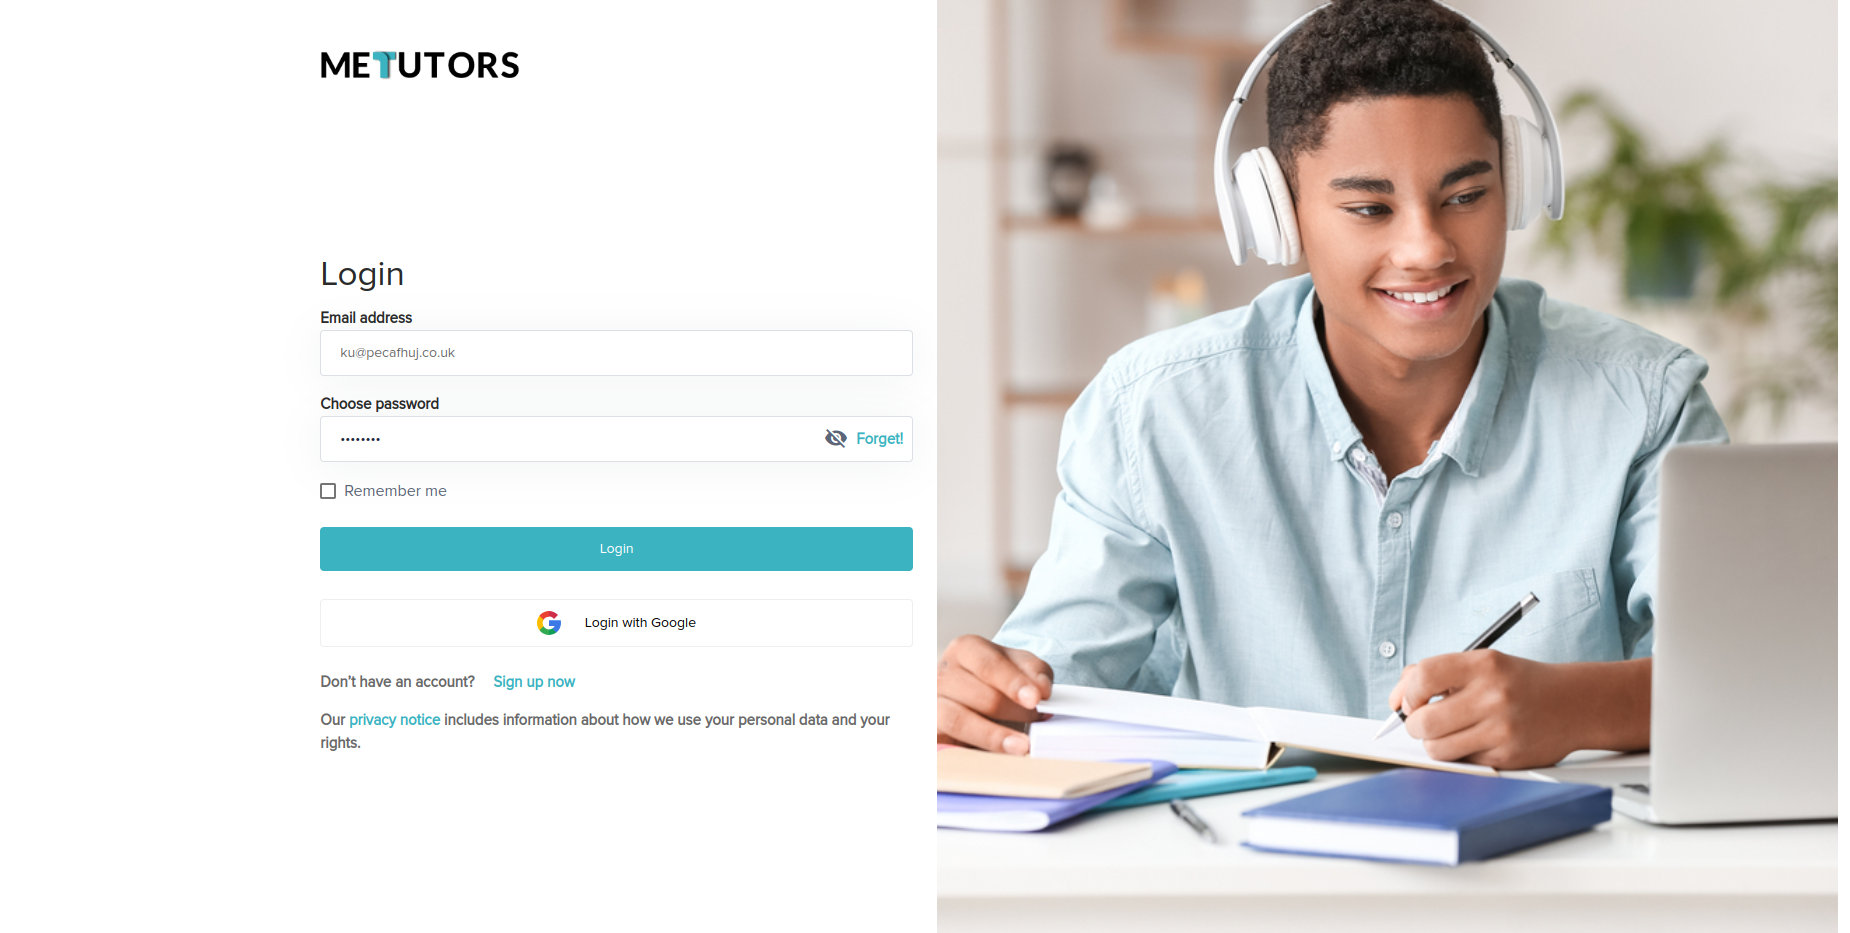 METUTORS
Login
Email address
ku@pecafhuj.co.uk
Choose password
••••••••
Forget!
Remember me
Login
Login with Google
Don't have an account? Sign up now
Our privacy notice includes information about how we use your personal data and your
rights.